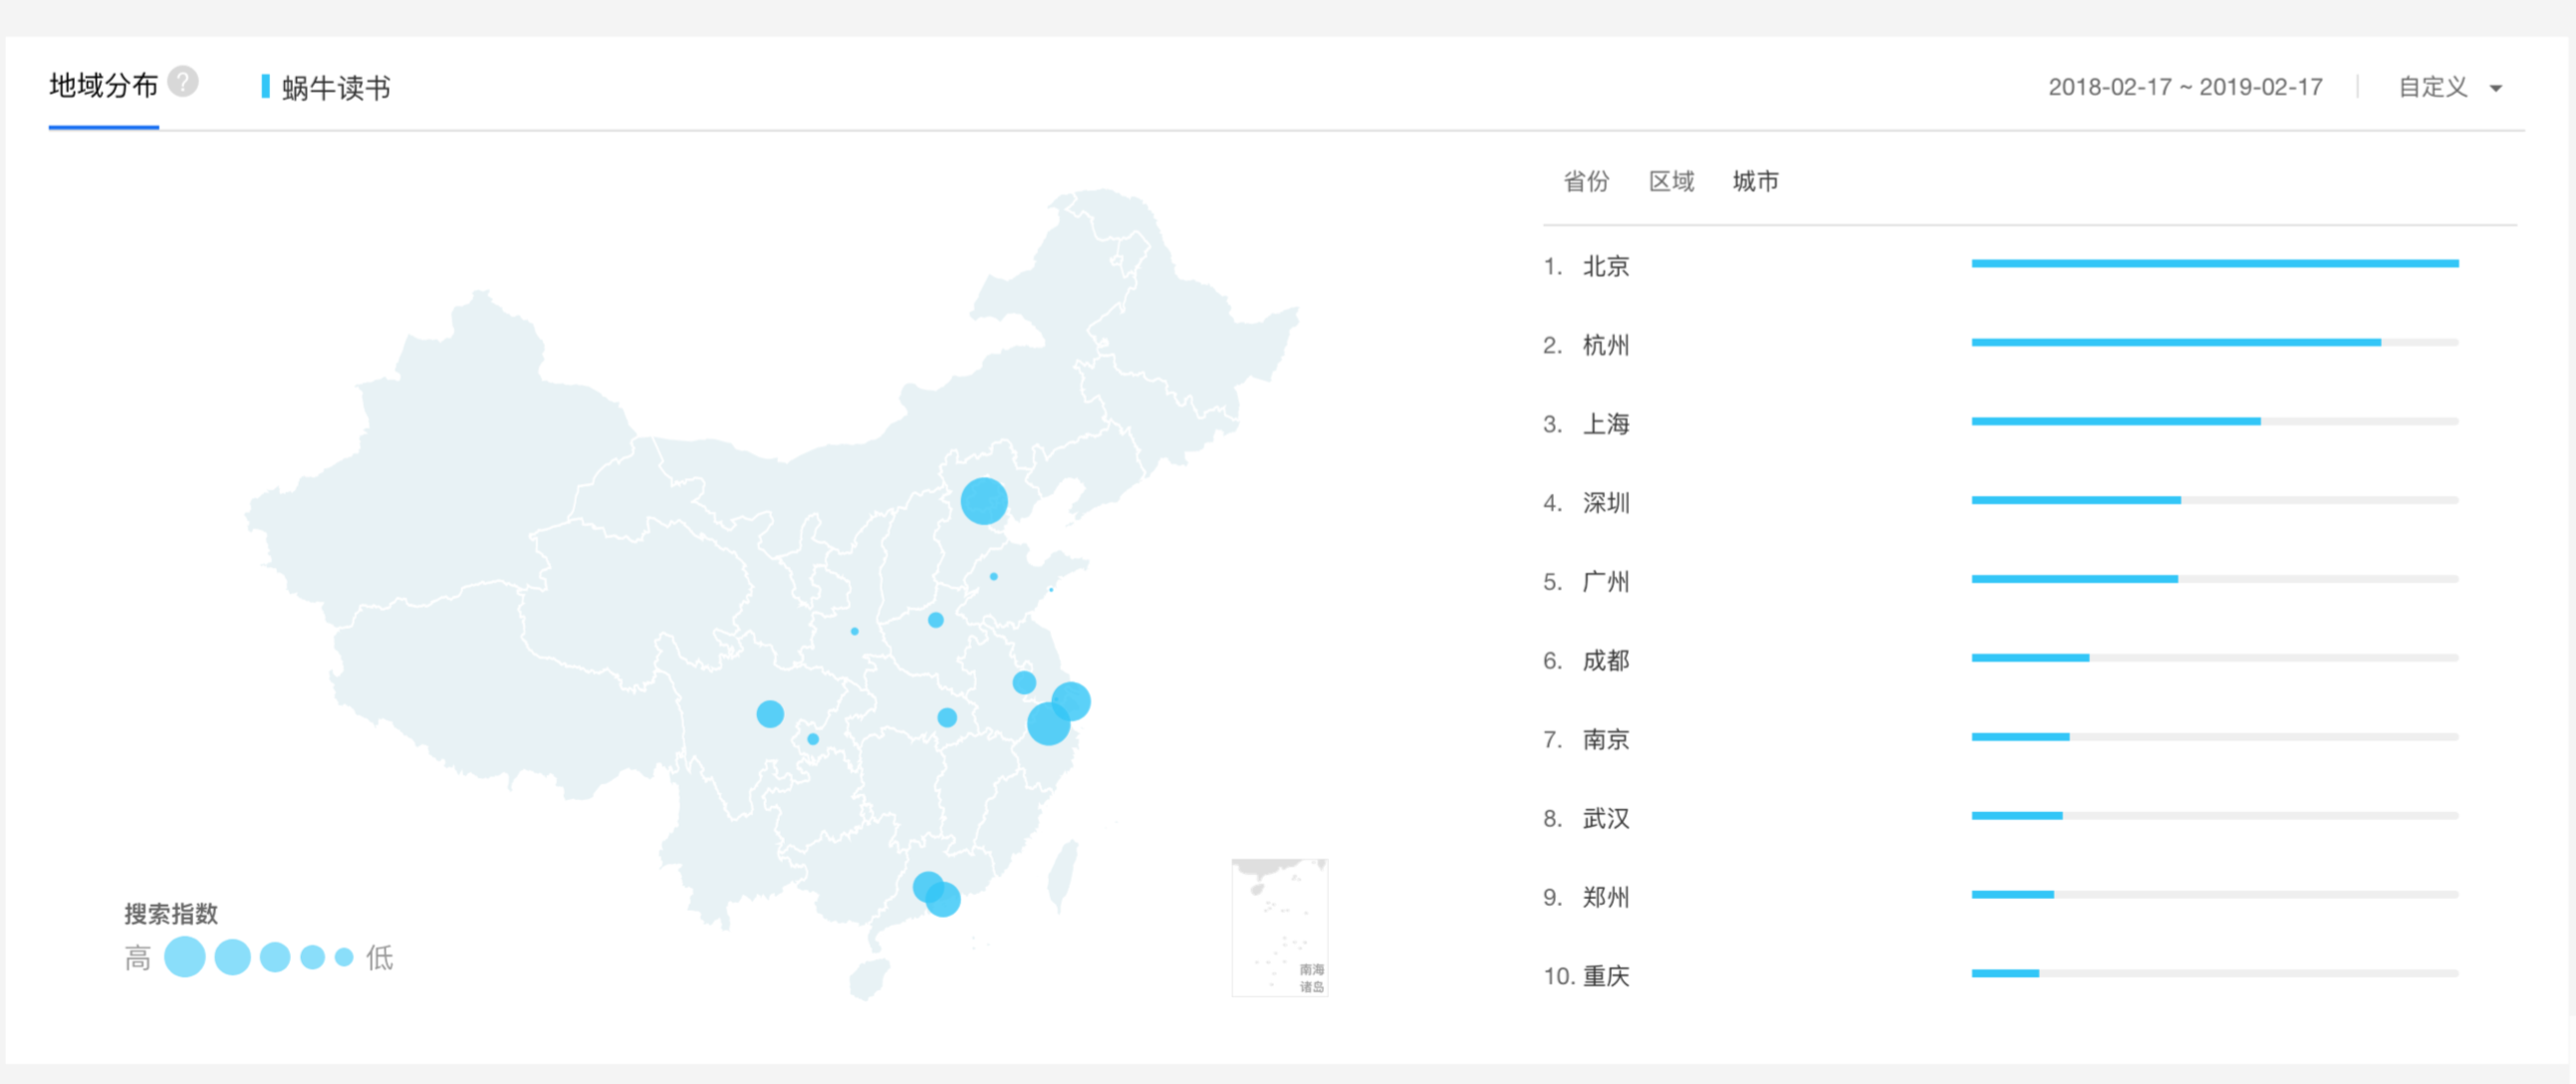 地域分布 ? 蜗牛读书 2018-02-17 ~ 2019-02-17 自定义
省份 区域 城市
1. 北京
2. 杭州
3. 上海
4. 深圳
5. 广州
6. 成都
7. 南京
8. 武汉
9. 郑州
10. 重庆
搜索指数
高 低
南海
诸岛